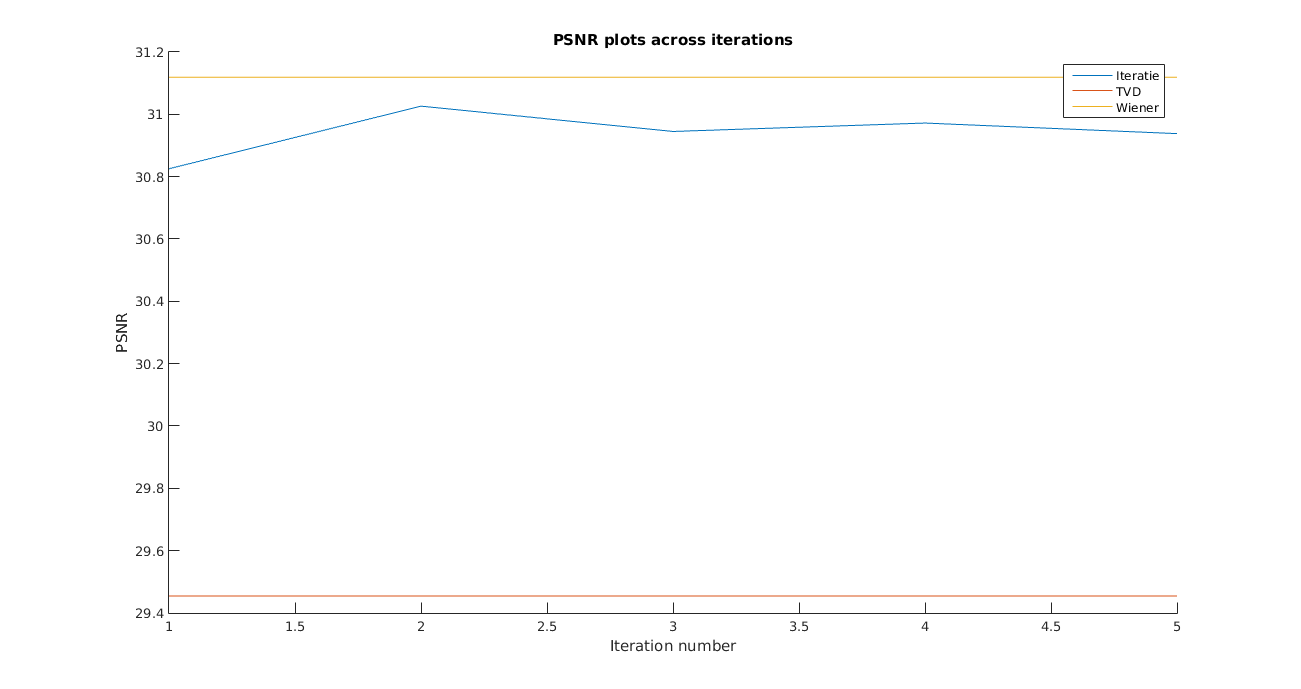 PSNR plots across iterations
31.2
31
30.8
30.6
30.4
30.2
30
29.8
29.6
29.4
PSNR
Iteratie
TVD
Wiener
1 1.5 2 2.5 3 3.5 4 4.5 5
Iteration number